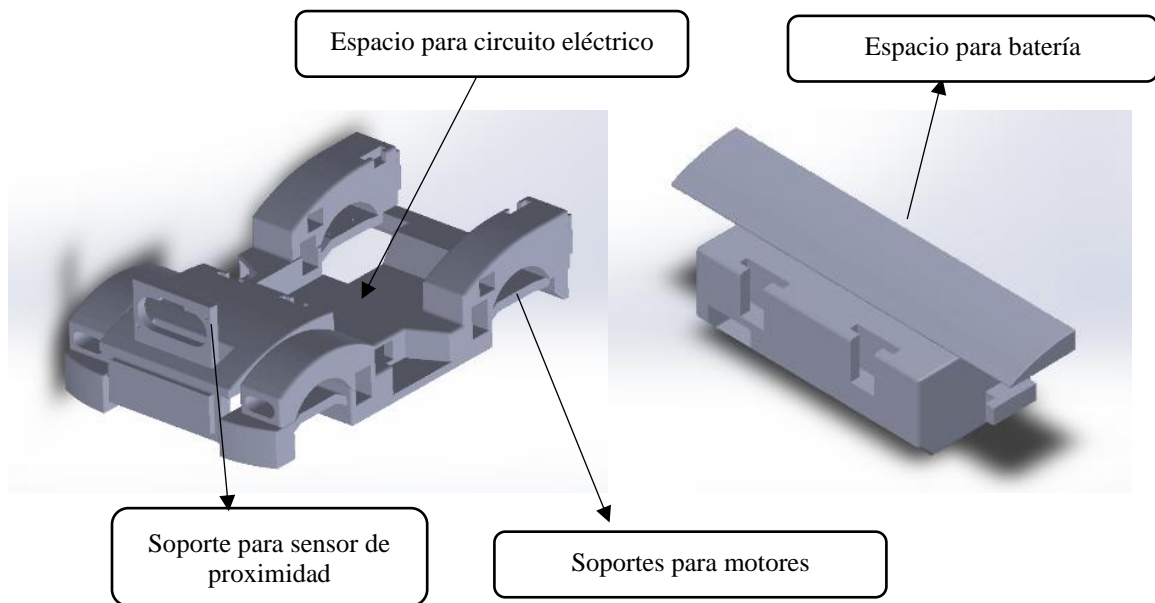 Espacio para circuito eléctrico
Espacio para batería
Soporte para sensor de
proximidad
Soportes para motores